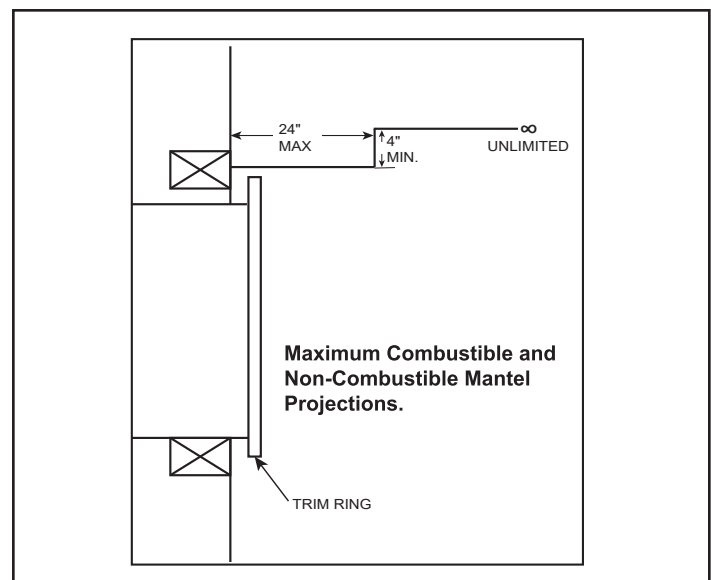 24"
MAX
4"
MIN.
∞
UNLIMITED
Maximum Combustible and
Non-Combustible Mantel
Projections.
TRIM RING